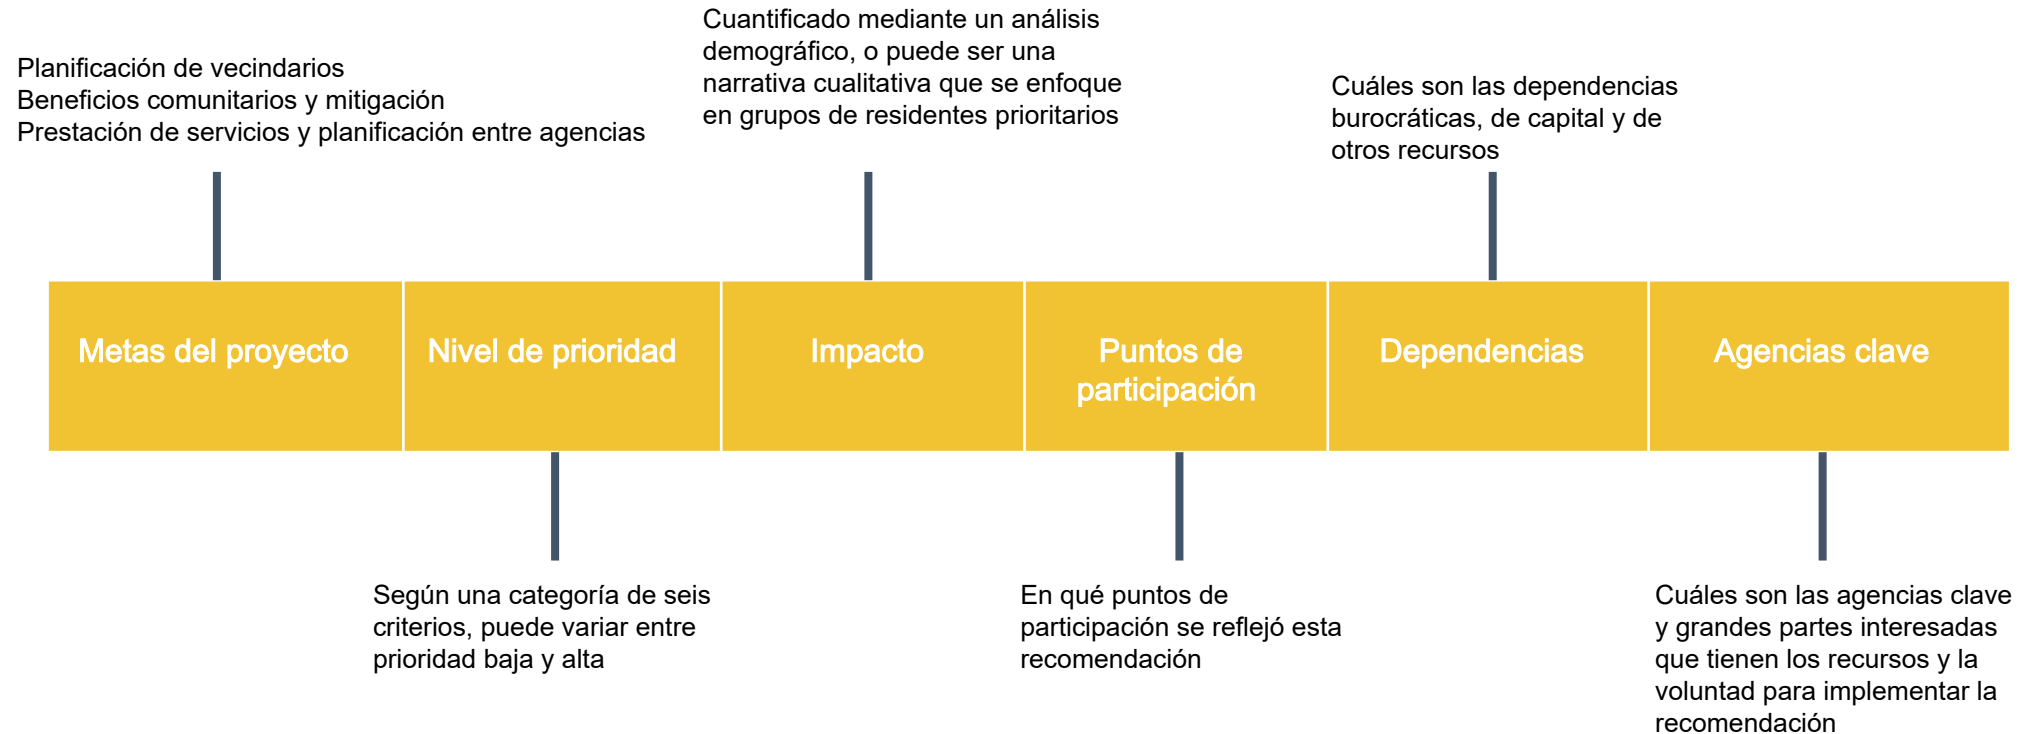 Planificación de vecindarios
Beneficios comunitarios y mitigación
Prestación de servicios y planificación entre agencias
Cuantificado mediante un análisis
demográfico, o puede ser una
narrativa cualitativa que se enfoque
en grupos de residentes prioritarios
Cuáles son las dependencias
burocráticas, de capital y de
otros recursos
Metas del proyecto
Nivel de prioridad
Impacto
Puntos de
participación
Dependencias
Agencias clave
Según una categoría de seis
criterios, puede variar entre
prioridad baja y alta
En qué puntos de
participación se reflejó esta
recomendación
Cuáles son las agencias clave
y grandes partes interesadas
que tienen los recursos y la
voluntad para implementar la
recomendación